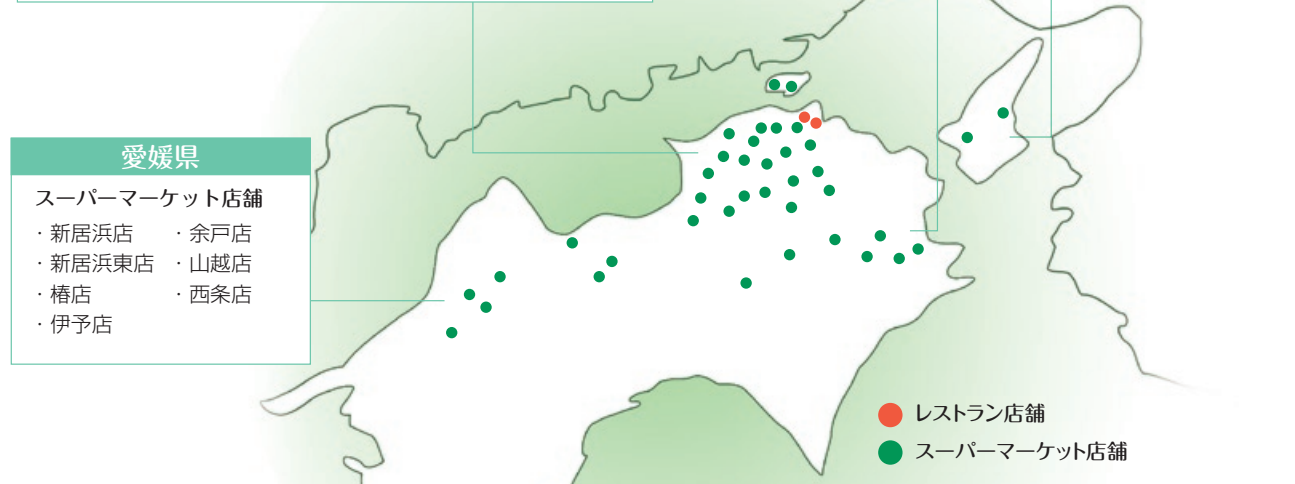 愛媛県
スーパーマーケット店舗
・新居浜店 ・余戸店
・新居浜東店 ・山越店
・椿店 ・西条店
・伊予店
レストラン店舗
スーパーマーケット店舗